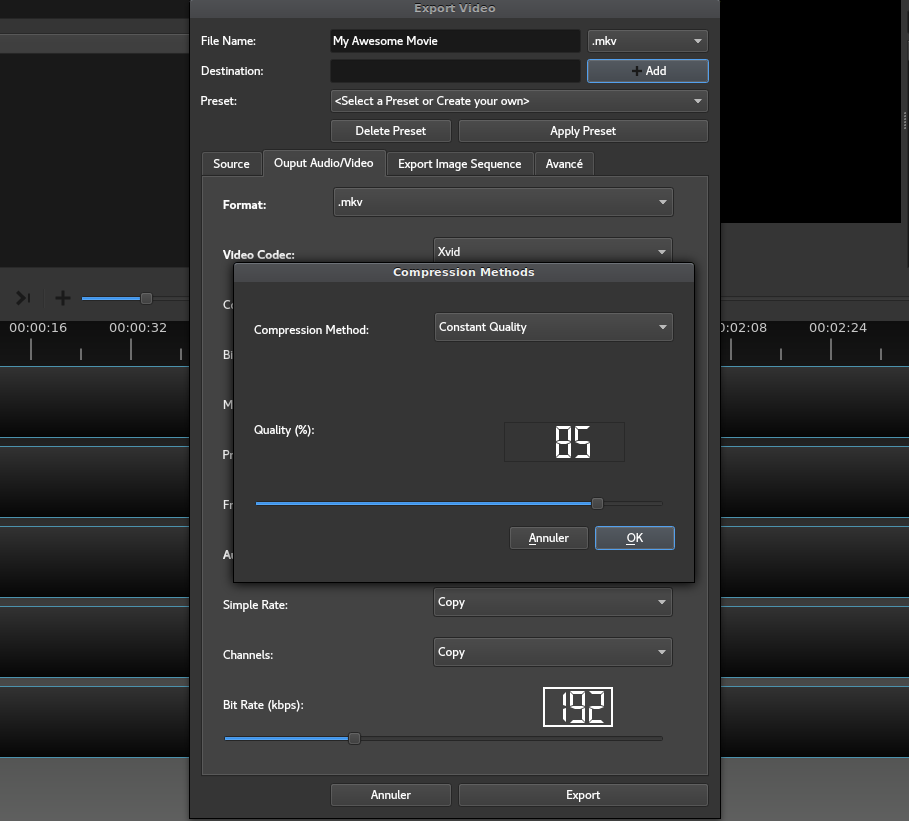 Export Video
File Name: My Awesome Movie .mkv
Destination: + Add
Preset: <Select a Preset or Create your own>
Delete Preset Apply Preset
Source Ouput Audio/Video Export Image Sequence Avancé
Format: .mkv
Video Codec: Xvid
Compression Methods
00:00:16 00:00:32 :02:08 00:02:24
Compression Method: Constant Quality
Quality (%): 85
Annuler OK
Simple Rate: Copy
Channels: Copy
Bit Rate (kbps): 192
Annuler Export